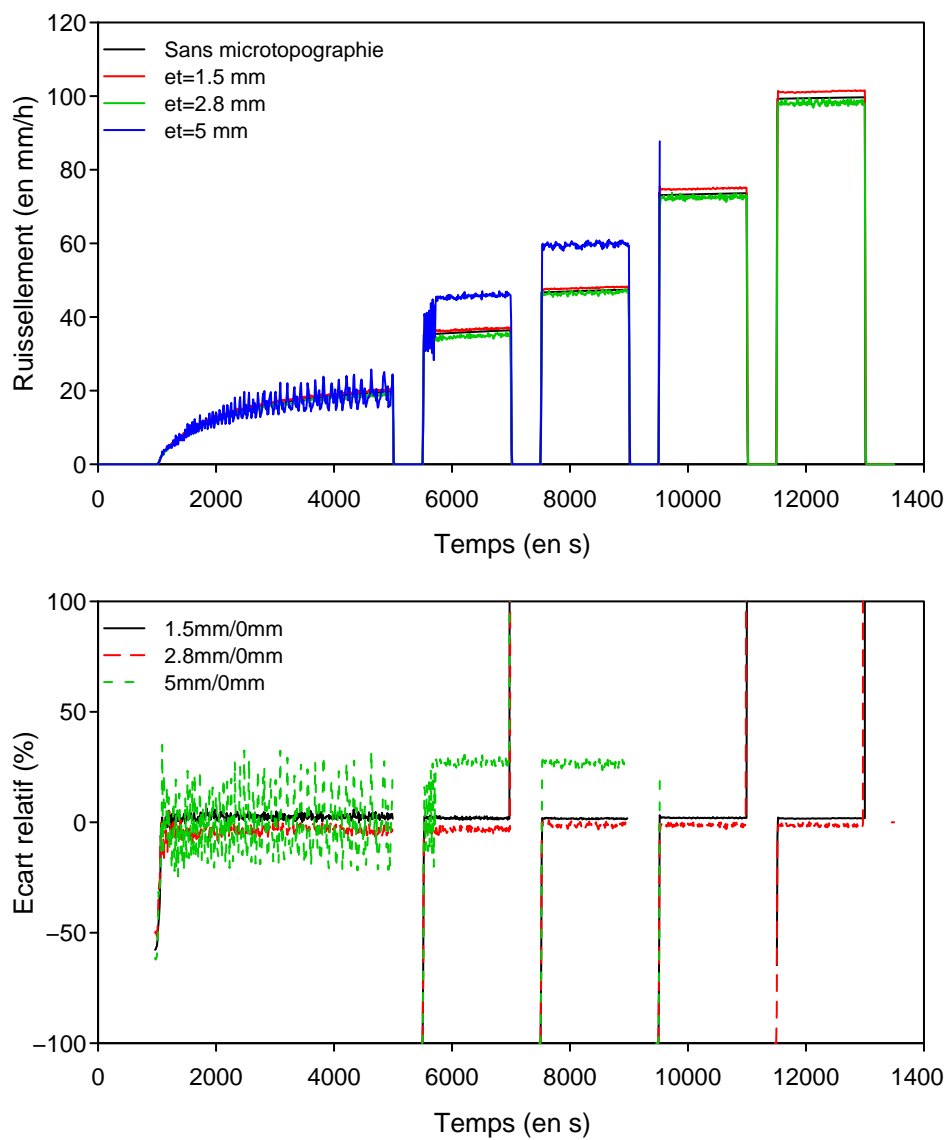 120
100
80
60
40
20
0
Ruissellement (en mm/h)
Sans microtopographie
et=1.5 mm
et=2.8 mm
et=5 mm
0 2000 4000 6000 8000 10000 12000 1400
Temps (en s)
100
50
0
−50
−100
Ecart relatif (%)
1.5mm/0mm
2.8mm/0mm
5mm/0mm
0 2000 4000 6000 8000 10000 12000 1400
Temps (en s)